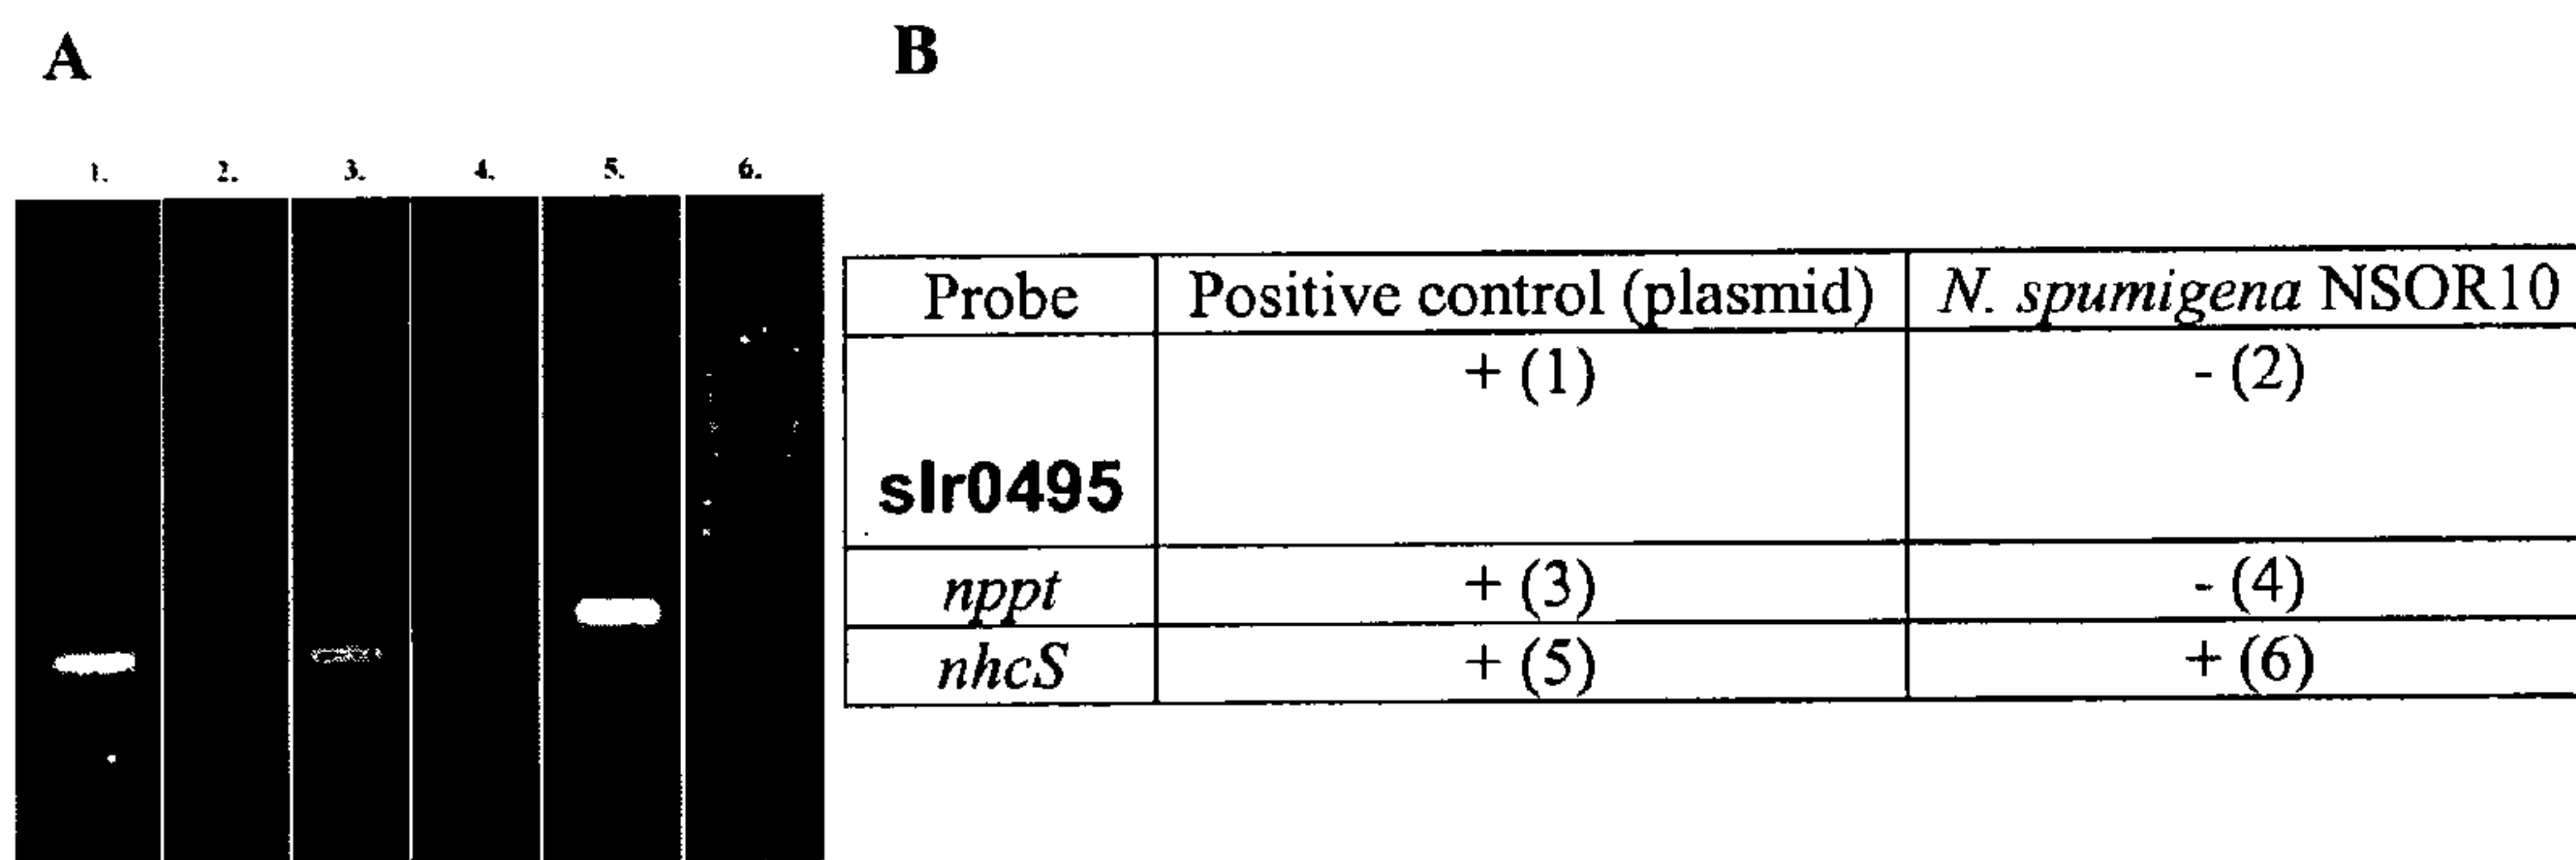 A
B
1. 2. 3. 4. 5. 6.
Probe Positive control (plasmid) N. spumigena NSOR10
slr0495 + (1) - (2)
nppt + (3) - (4)
nhcS + (5) + (6)